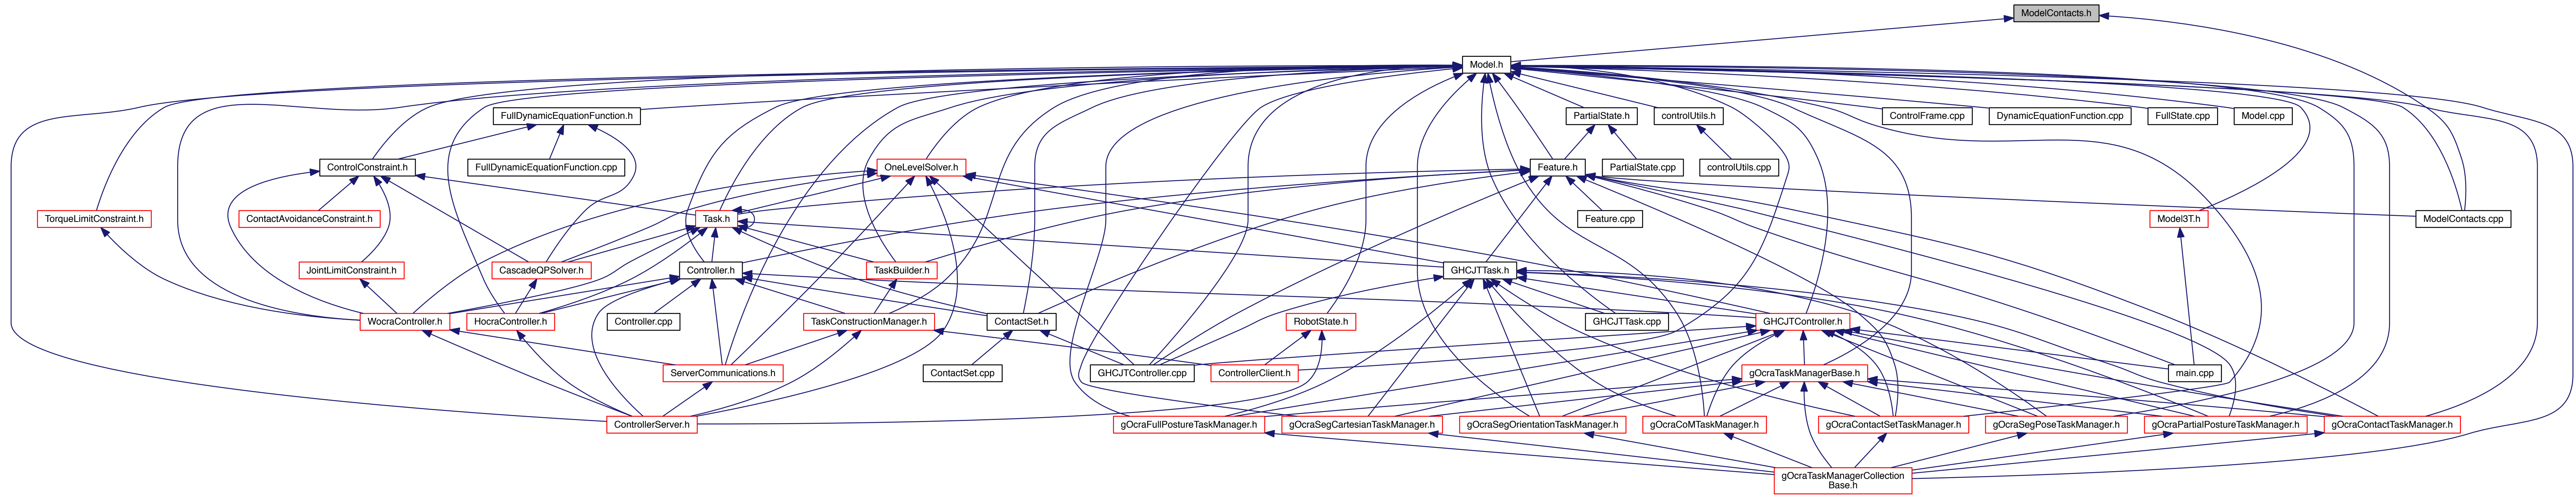 ModelContacts.h
Model.h
FullDynamicEquationFunction.h
PartialState.h
controlUtils.h
ControlFrame.cpp
DynamicEquationFunction.cpp
FullState.cpp
Model.cpp
ControlConstraint.h
FullDynamicEquationFunction.cpp
OneLevelSolver.h
Feature.h
PartialState.cpp
controlUtils.cpp
TorqueLimitConstraint.h
ContactAvoidanceConstraint.h
Task.h
Feature.cpp
Model3T.h
ModelContacts.cpp
JointLimitConstraint.h
CascadeQPSolver.h
Controller.h
TaskBuilder.h
GHCJTTask.h
WocraController.h
HocraController.h
Controller.cpp
TaskConstructionManager.h
ContactSet.h
RobotState.h
GHCJTTask.cpp
GHCJTController.h
ServerCommunications.h
ContactSet.cpp
GHCJTController.cpp
ControllerClient.h
gOcraTaskManagerBase.h
main.cpp
ControllerServer.h
gOcraFullPostureTaskManager.h
gOcraSegCartesianTaskManager.h
gOcraSegOrientationTaskManager.h
gOcraCoMTaskManager.h
gOcraContactSetTaskManager.h
gOcraSegPoseTaskManager.h
gOcraPartialPostureTaskManager.h
gOcraContactTaskManager.h
gOcraTaskManagerCollection
Base.h